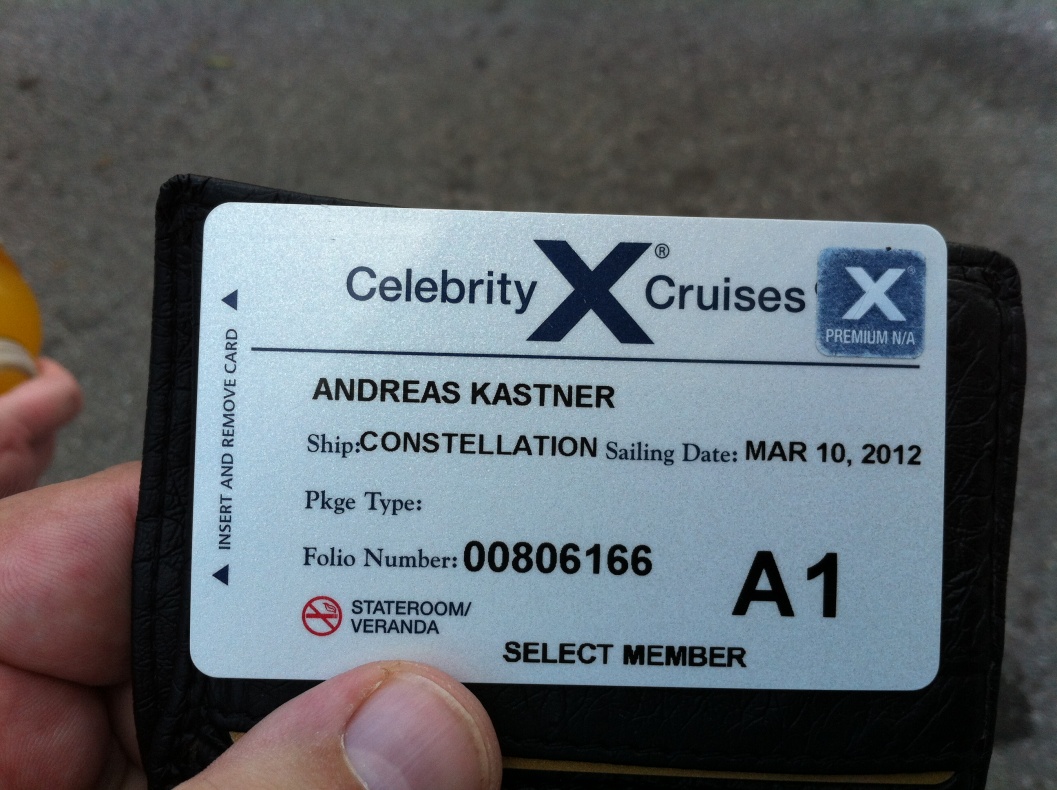 Celebrity X® Cruises
X
PREMIUM N/A
INSERT AND REMOVE CARD
ANDREAS KASTNER
Ship: CONSTELLATION Sailing Date: MAR 10, 2012
Pkge Type:
Folio Number: 00806166
A1
STATEROOM/
VERANDA
SELECT MEMBER